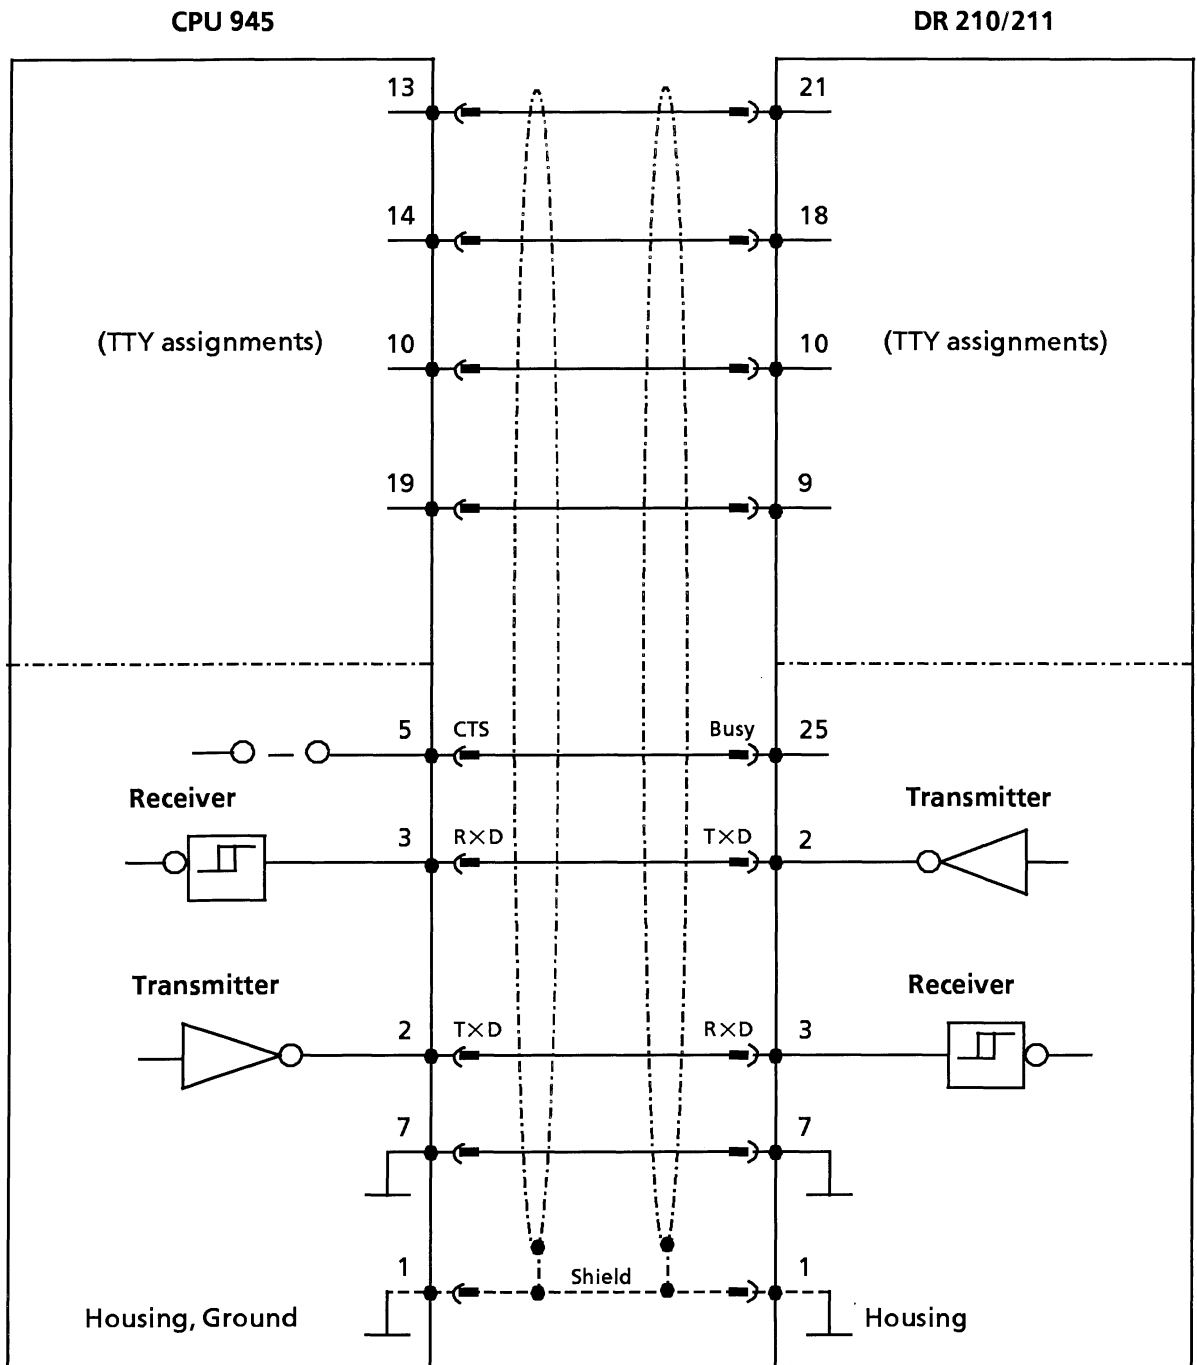 CPU 945 DR 210/211
13 21
14 18
(TTY assignments) 10 10 (TTY assignments)
19 9
5 CTS Busy 25
Receiver Transmitter
3 R×D T×D 2
Transmitter Receiver
2 T×D R×D 3
7 7
1 Shield 1
Housing, Ground Housing